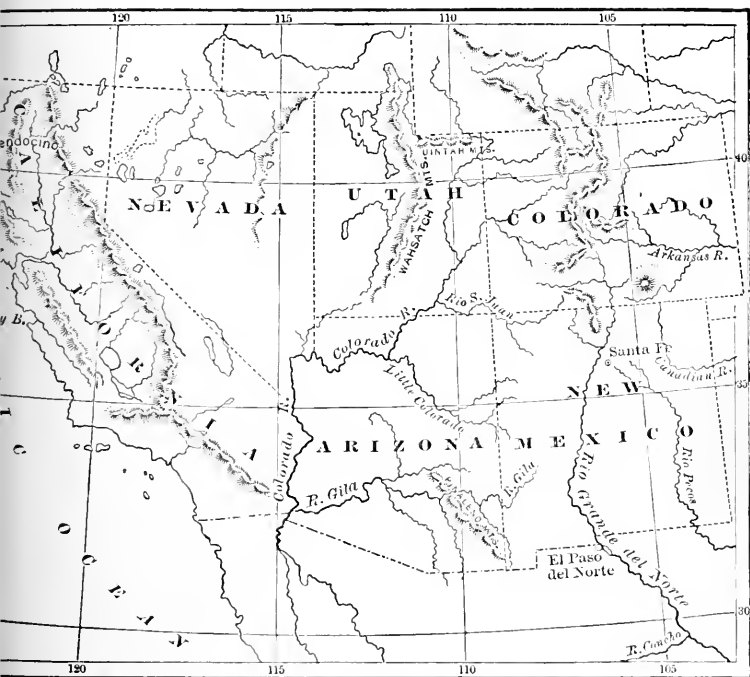 120 115 110 105
endocino
UINTAH MTS.
40
NEVADA UTAH COLORADO
WAHSATCH MTS.
Arkansas R.
y B.
Rio S. Juan
Colorado R.
Santa Fe
Canadian R.
35
Little Colorado
NEW
CALIFORNIA
ARIZONA MEXICO
Colorado R.
Rio Pecos
R. Gila
R. Gila
Rio Grande del Norte
I C
OCEAN
El Paso
del Norte
30
R. Concho
120 115 110 105